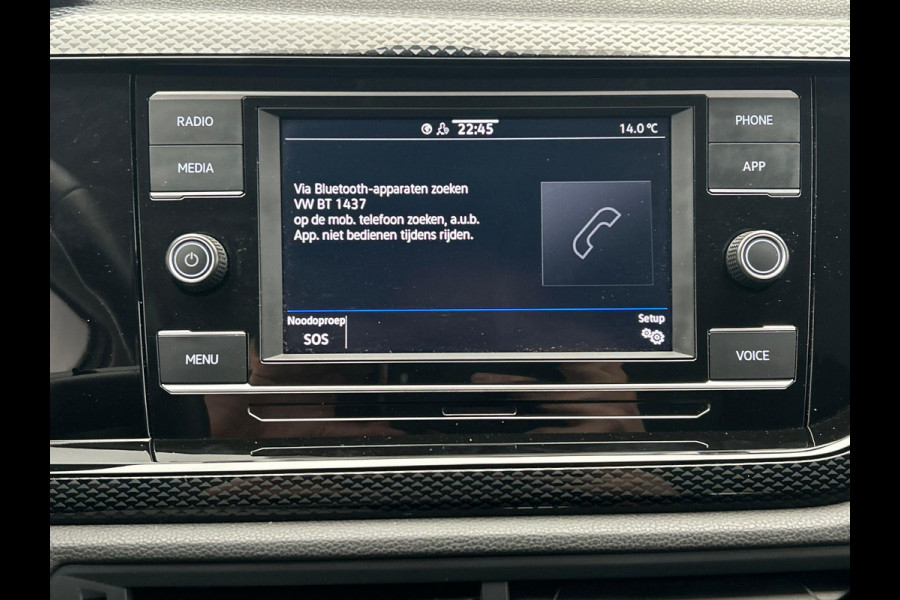 RADIO
MEDIA
MENU
22:45
14.0 °C
Via Bluetooth-apparaten zoeken
VW BT 1437
op de mob. telefoon zoeken, a.u.b.
App. niet bedienen tijdens rijden.
Noodoproep
SOS
Setup
PHONE
APP
VOICE